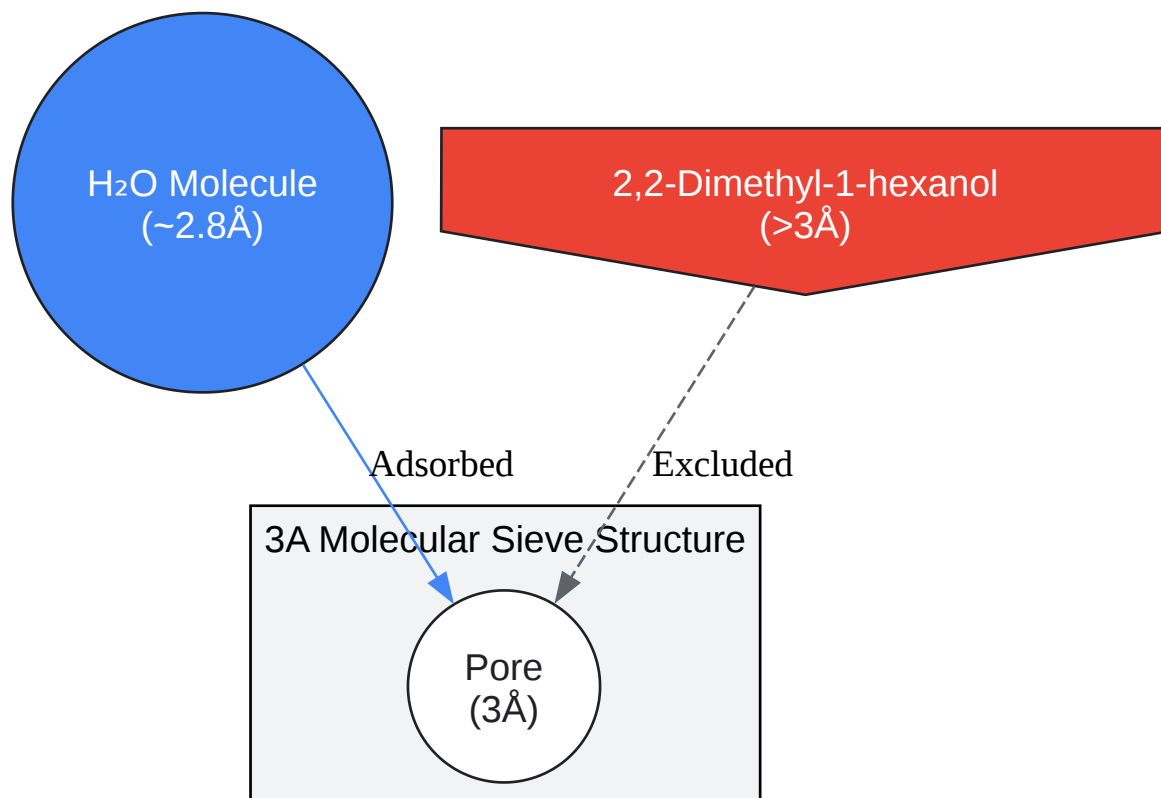 H₂O Molecule
(~2.8Å)
2,2-Dimethyl-1-hexanol
(>3Å)
Adsorbed
Excluded
3A Molecular Sieve Structure
Pore
(3Å)